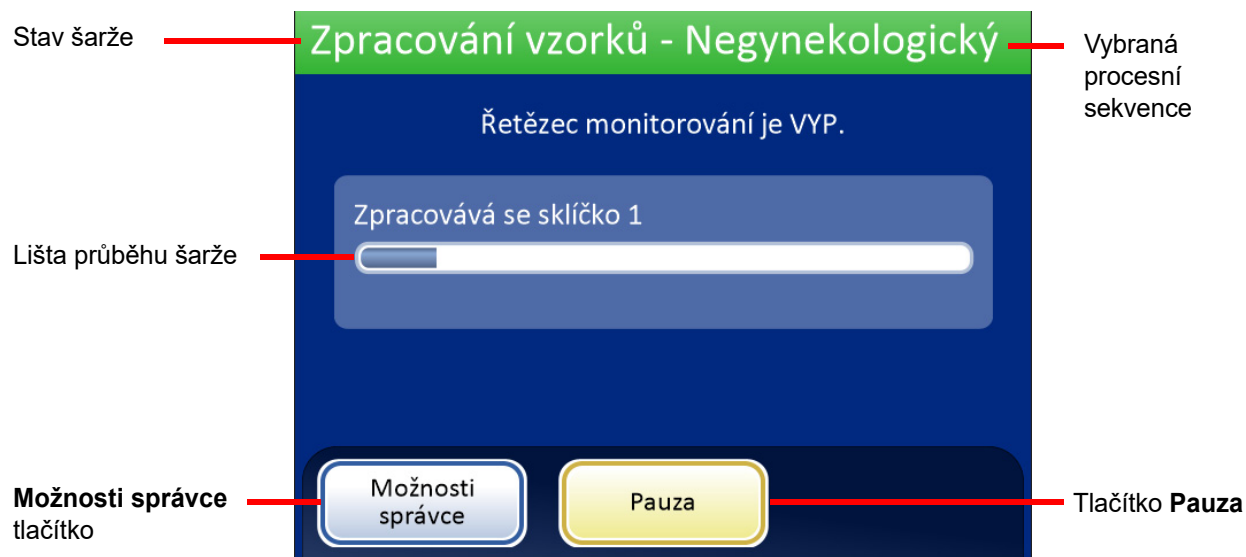 Stav šarže
Zpracování vzorků - Negynekologický
Vybraná
procesní
sekvence
Řetězec monitorování je VYP.
Zpracovává se sklíčko 1
Lišta průběhu šarže
Možnosti správce
tlačítko
Možnosti
správce
Pauza
Tlačítko Pauza